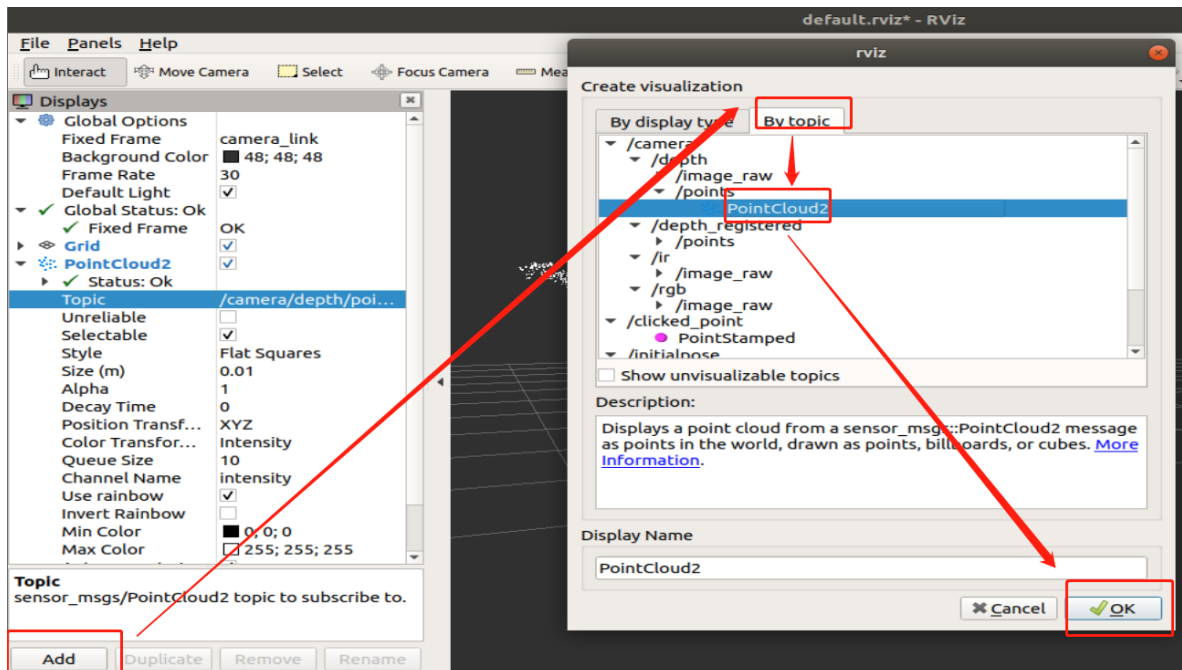 default.rviz* - RViz
File Panels Help
Interact Move Camera Select Focus Camera Mea
Displays
Global Options
Fixed Frame camera_link
Background Color 48; 48; 48
Frame Rate 30
Default Light
Global Status: Ok
Fixed Frame OK
Grid
PointCloud2
Status: Ok
Topic /camera/depth/poi...
Unreliable
Selectable
Style Flat Squares
Size (m) 0.01
Alpha 1
Decay Time 0
Position Transf... XYZ
Color Transfor... Intensity
Queue Size 10
Channel Name intensity
Use rainbow
Invert Rainbow
Min Color 0; 0; 0
Max Color 255; 255; 255
Topic
sensor_msgs/PointCloud2 topic to subscribe to.
Add Duplicate Remove Rename
rviz
Create visualization
By display type By topic
/camera
/depth
/image_raw
/points
PointCloud2
/depth_registered
/points
/ir
/image_raw
/rgb
/image_raw
/clicked_point
PointStamped
/initialpose
Show unvisualizable topics
Description:
Displays a point cloud from a sensor_msgs::PointCloud2 message
as points in the world, drawn as points, billboards, or cubes. More
Information.
Display Name
PointCloud2
Cancel OK